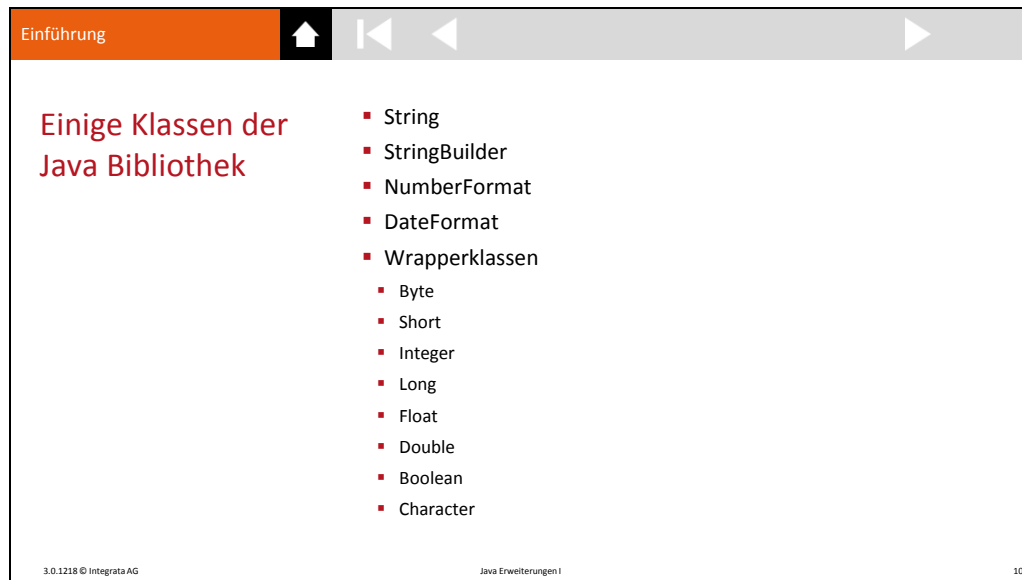 Einführung
Einige Klassen der
Java Bibliothek
▪ String
▪ StringBuilder
▪ NumberFormat
▪ DateFormat
▪ Wrapperklassen
▪ Byte
▪ Short
▪ Integer
▪ Long
▪ Float
▪ Double
▪ Boolean
▪ Character
3.0.1218 © Integrata AG
Java Erweiterungen I
10